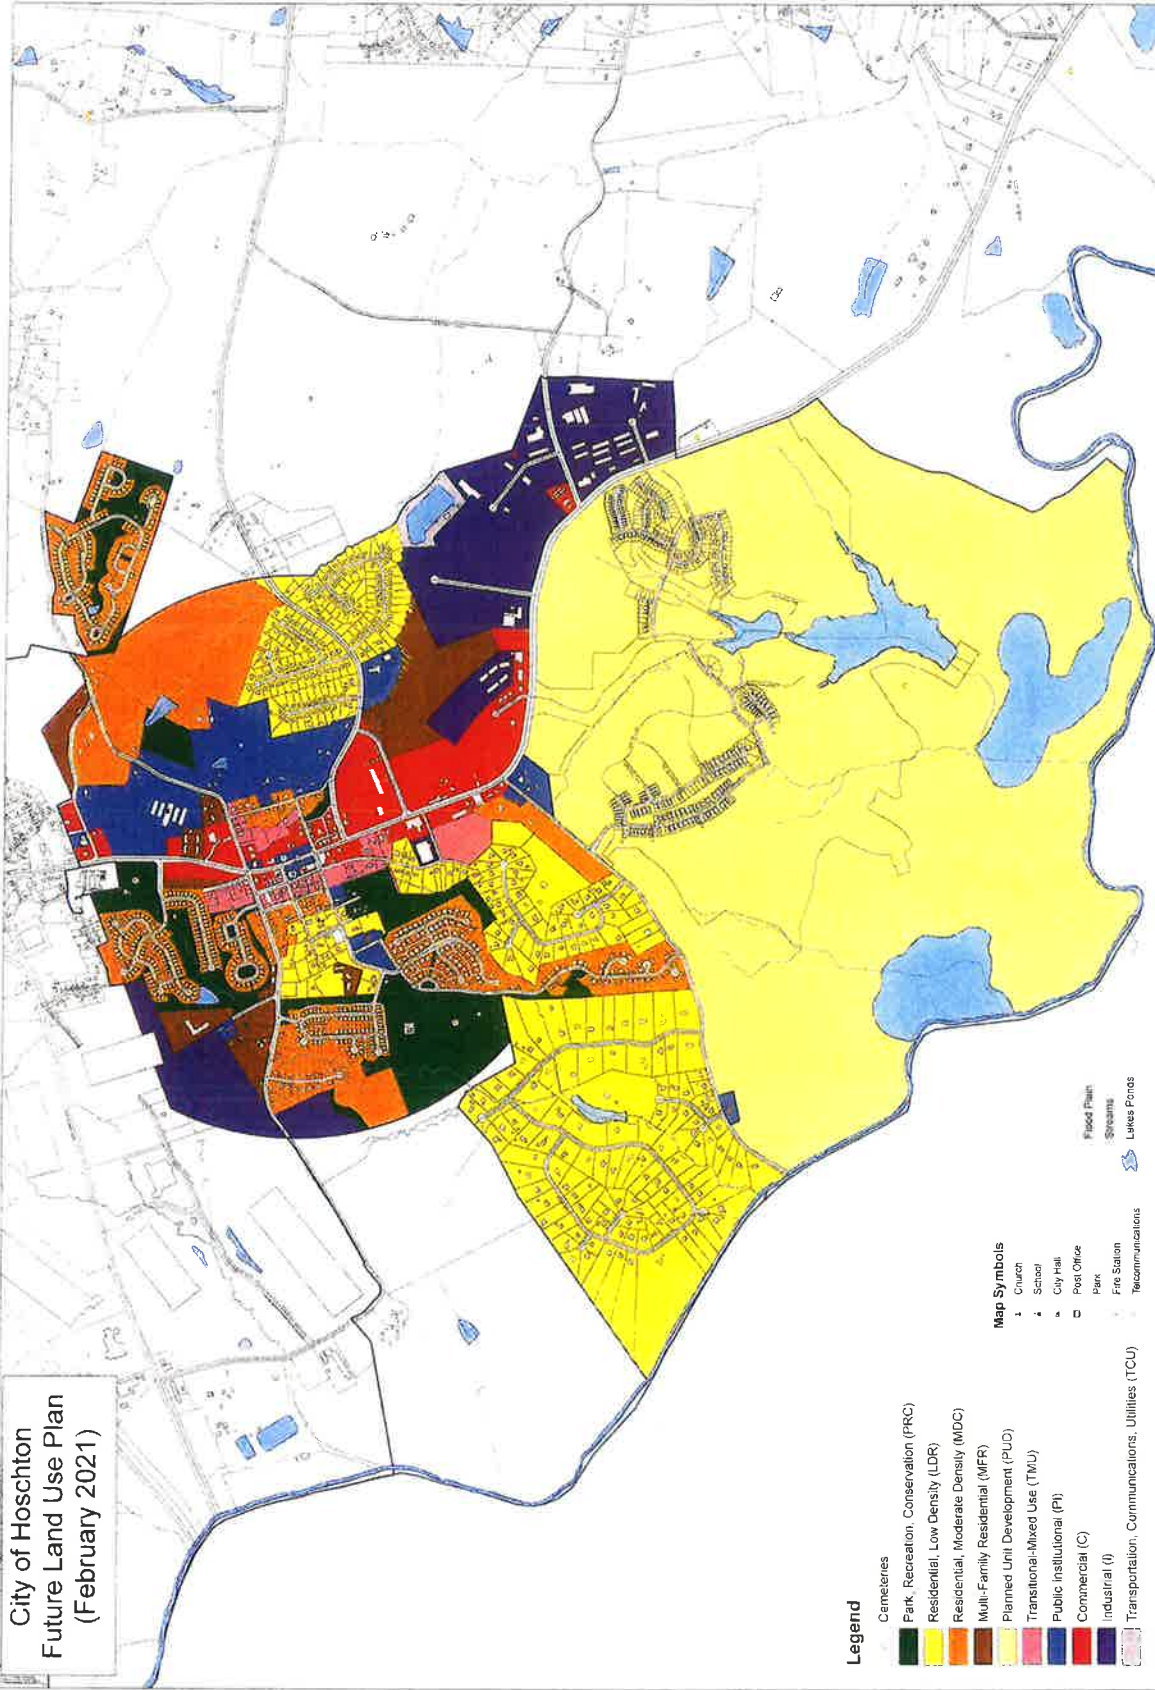 City of Hoschton
Future Land Use Plan
(February 2021)
Legend
Cemeteries
Park, Recreation, Conservation (PRC)
Residential, Low Density (LDR)
Residential, Moderate Density (MDC)
Multi-Family Residential (MFR)
Planned Unit Development (PUD)
Transitional-Mixed Use (TMU)
Public Institutional (PI)
Commercial (C)
Industrial (I)
Transportation, Communications, Utilities (TCU)
Map Symbols
Church
School
City Hall
Post Office
Park
Fire Station
Telcommunications
Flood Plain
Streams
Lakes Ponds